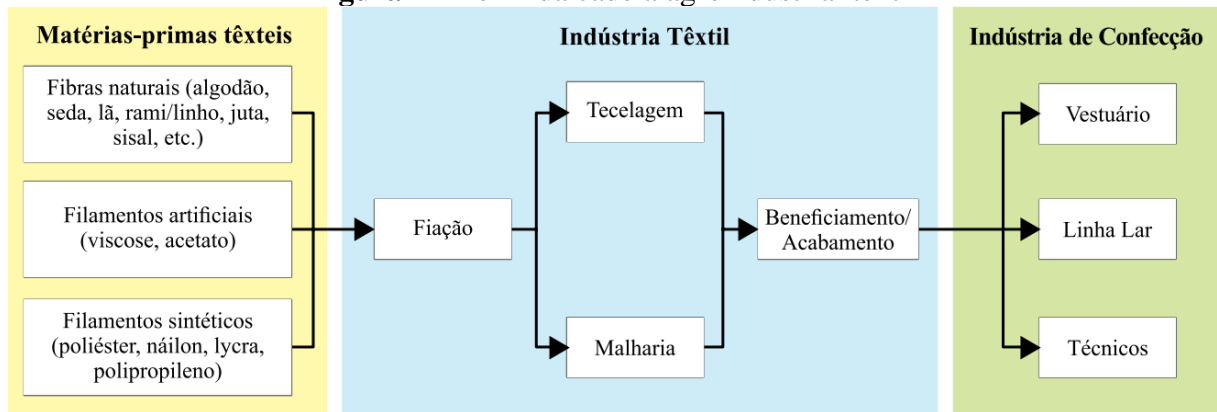 Matérias-primas têxteis
Fibras naturais (algodão,
seda, lã, rami/linho, juta,
sisal, etc.)
Filamentos artificiais
(viscose, acetato)
Filamentos sintéticos
(poliéster, náilon, lycra,
polipropileno)
Indústria Têxtil
Fiação
Tecelagem
Malharia
Beneficiamento/
Acabamento
Indústria de Confecção
Vestuário
Linha Lar
Técnicos